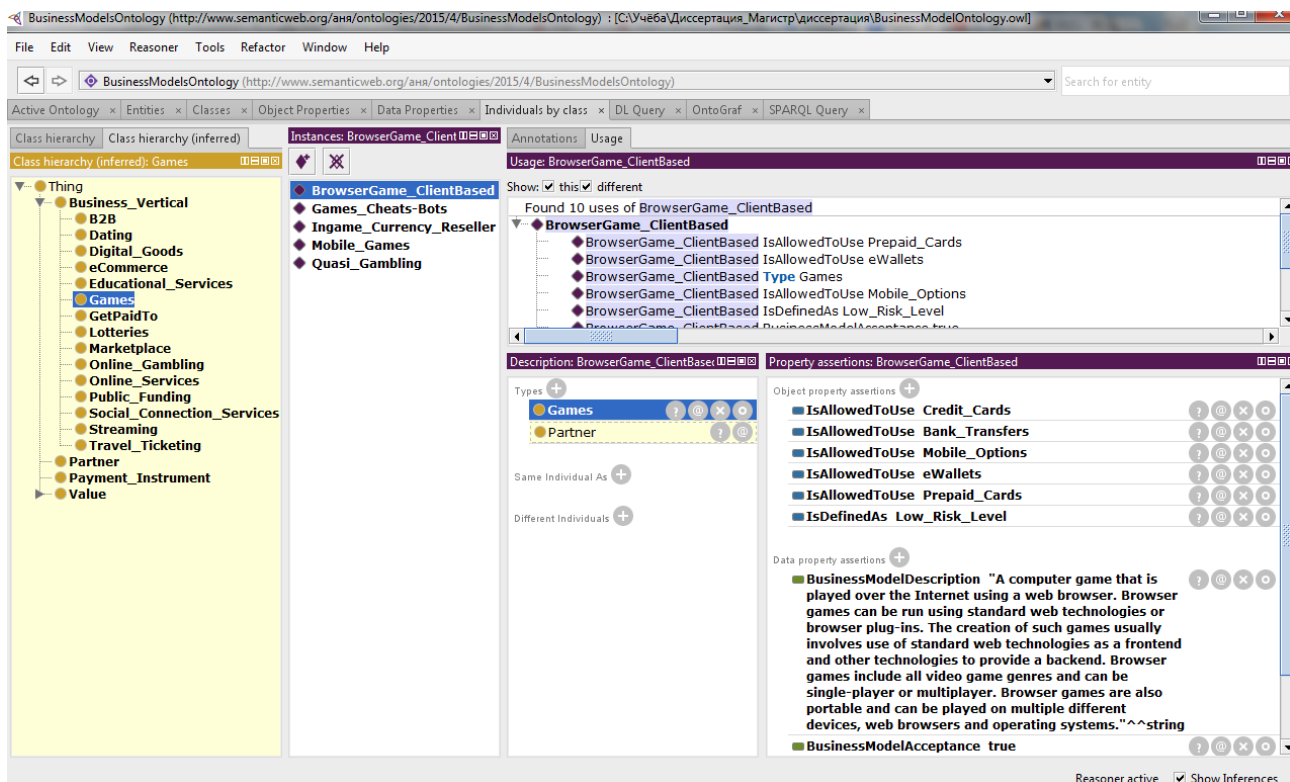 BusinessModelsOntology (http://www.semanticweb.org/аня/ontologies/2015/4/BusinessModelsOntology) : [C:\Учёба\Диссертация_Магистр\диссертация\BusinessModelOntology.owl]
File Edit View Reasoner Tools Refactor Window Help
BusinessModelsOntology (http://www.semanticweb.org/аня/ontologies/2015/4/BusinessModelsOntology)
Search for entity
Active Ontology × Entities × Classes × Object Properties × Data Properties × Individuals by class × DL Query × OntoGraf × SPARQL Query ×
Class hierarchy Class hierarchy (inferred)
Class hierarchy (inferred): Games
Thing
Business_Vertical
B2B
Dating
Digital_Goods
eCommerce
Educational_Services
Games
GetPaidTo
Lotteries
Marketplace
Online_Gambling
Online_Services
Public_Funding
Social_Connection_Services
Streaming
Travel_Ticketing
Partner
Payment_Instrument
Value
Instances: BrowserGame_Client
BrowserGame_ClientBased
Games_Cheats-Bots
Ingame_Currency_Reseller
Mobile_Games
Quasi_Gambling
Annotations Usage
Usage: BrowserGame_ClientBased
Show: this different
Found 10 uses of BrowserGame_ClientBased
BrowserGame_ClientBased
BrowserGame_ClientBased IsAllowedToUse Prepaid_Cards
BrowserGame_ClientBased IsAllowedToUse eWallets
BrowserGame_ClientBased Type Games
BrowserGame_ClientBased IsAllowedToUse Mobile_Options
BrowserGame_ClientBased IsDefinedAs Low_Risk_Level
BrowserGame_ClientBased BusinessModelAcceptance true
Description: BrowserGame_ClientBased
Types
Games
Partner
Same Individual As
Different Individuals
Property assertions: BrowserGame_ClientBased
Object property assertions
IsAllowedToUse Credit_Cards
IsAllowedToUse Bank_Transfers
IsAllowedToUse Mobile_Options
IsAllowedToUse eWallets
IsAllowedToUse Prepaid_Cards
IsDefinedAs Low_Risk_Level
Data property assertions
BusinessModelDescription "A computer game that is
played over the Internet using a web browser. Browser
games can be run using standard web technologies or
browser plug-ins. The creation of such games usually
involves use of standard web technologies as a frontend
and other technologies to provide a backend. Browser
games include all video game genres and can be
single-player or multiplayer. Browser games are also
portable and can be played on multiple different
devices, web browsers and operating systems."^^string
BusinessModelAcceptance true
Reasoner active Show Inferences